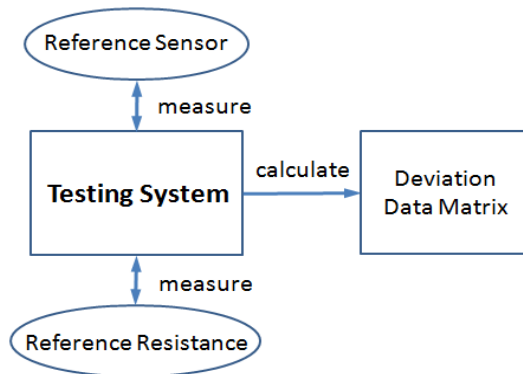 Reference Sensor
measure
Testing System
calculate
Deviation
Data Matrix
measure
Reference Resistance